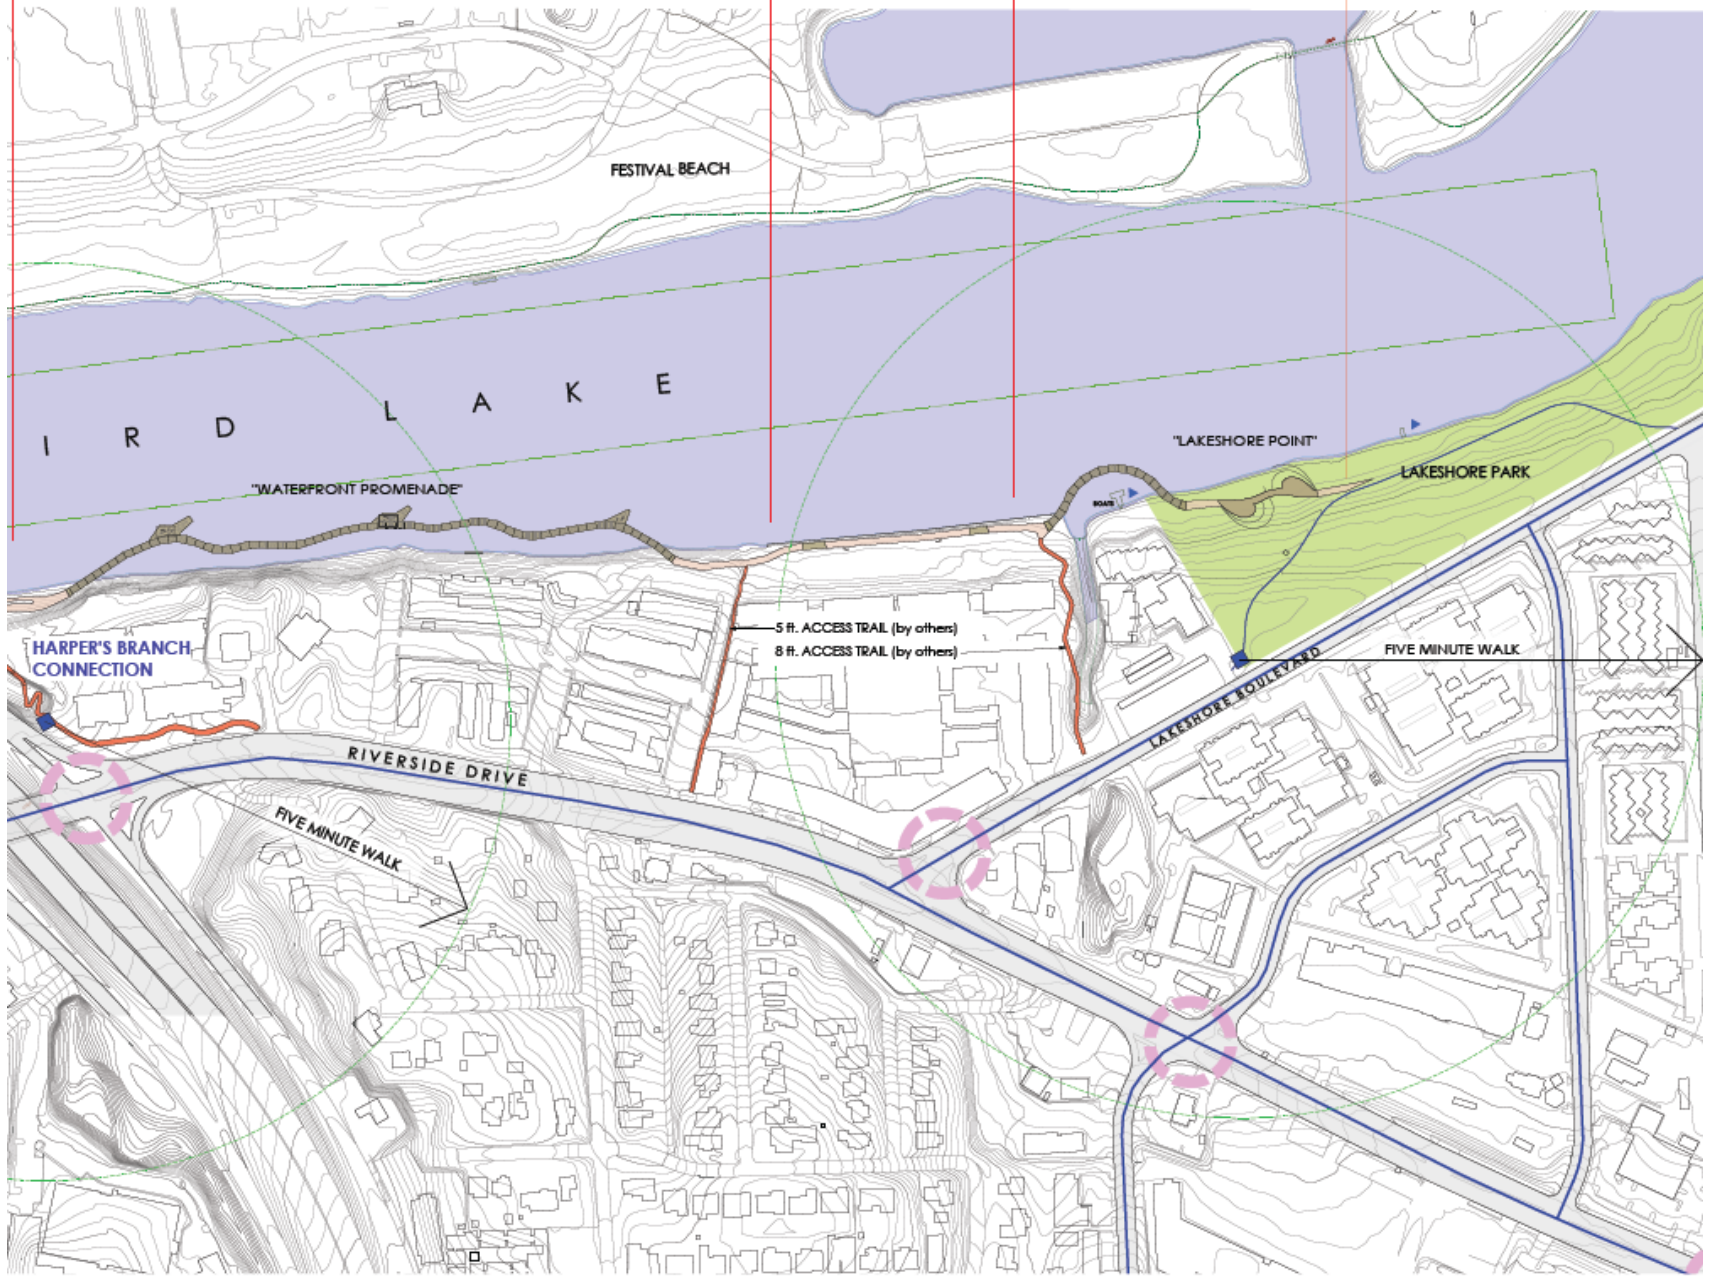 FESTIVAL BEACH
I R D L A K E
"LAKESHORE POINT"
LAKESHORE PARK
"WATERFRONT PROMENADE"
BOATS
5 ft. ACCESS TRAIL (by others)
8 ft. ACCESS TRAIL (by others)
HARPER'S BRANCH
CONNECTION
FIVE MINUTE WALK
LAKESHORE BOULEVARD
RIVERSIDE DRIVE
FIVE MINUTE WALK